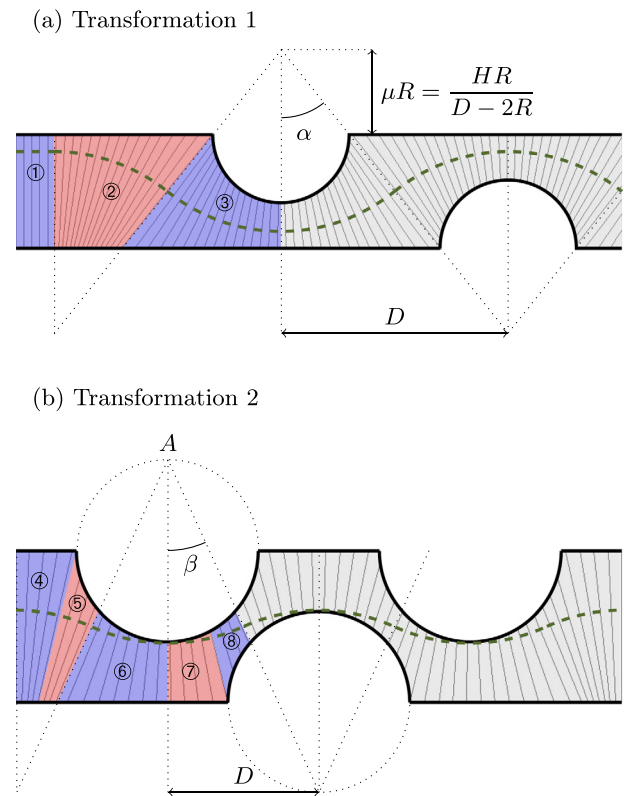 (a) Transformation 1
μR = HR / (D − 2R)
α
①
②
③
D
(b) Transformation 2
A
β
④
⑤
⑧
⑥
⑦
D